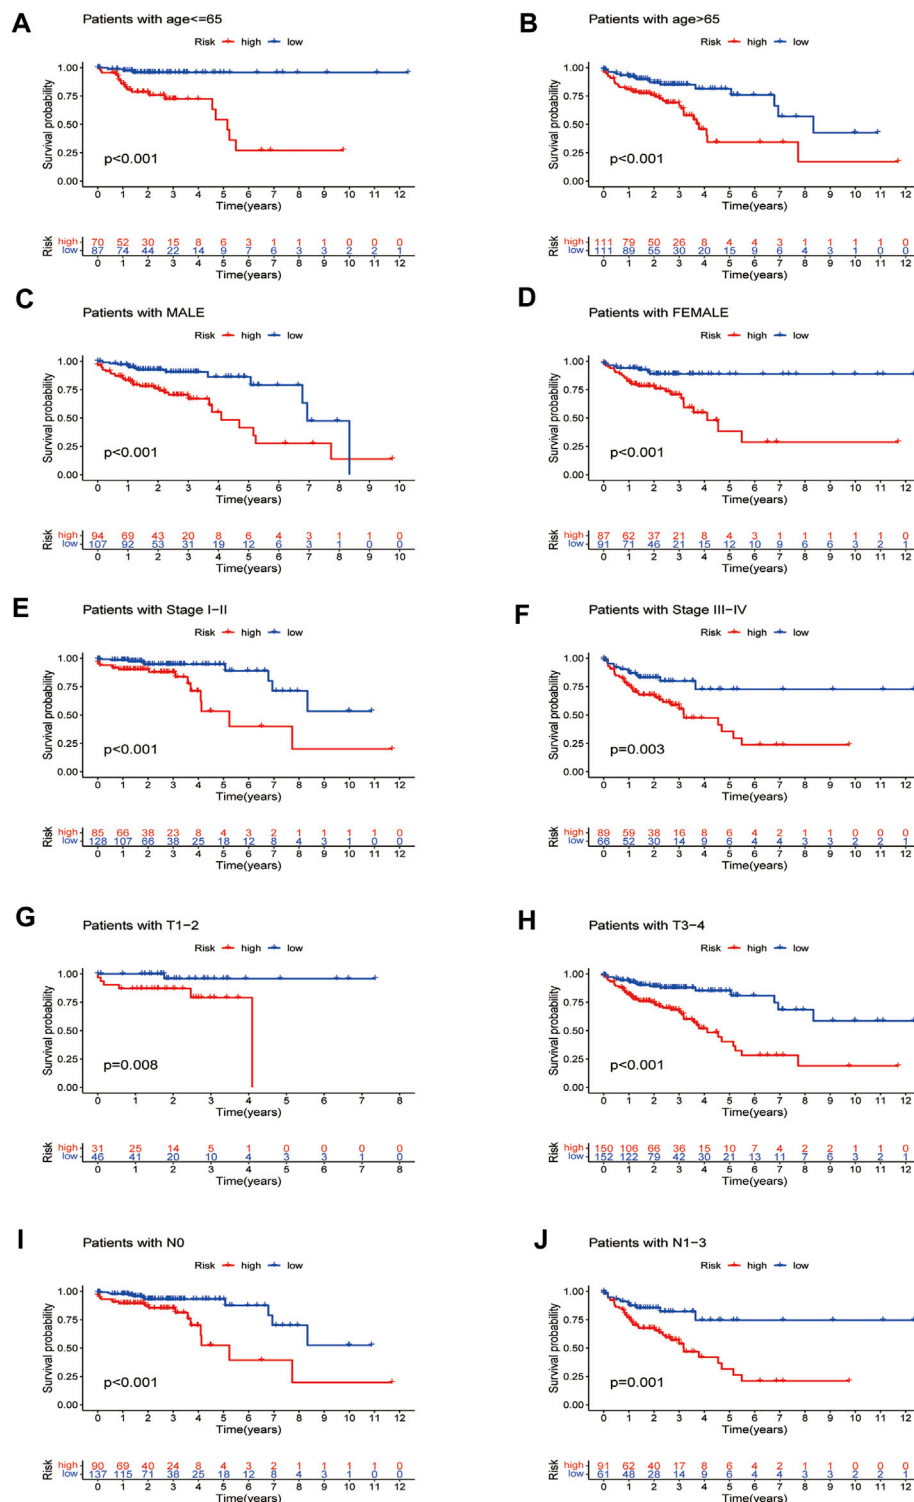 A
Patients with age<=65
Risk high low
Survival probability
1.00
0.75
0.50
0.25
0.00
p<0.001
0 1 2 3 4 5 6 7 8 9 10 11 12
Time(years)
Risk
high 70 52 30 15 8 6 3 1 1 1 0 0 0
low 87 74 44 22 14 9 7 6 3 3 2 2 1
0 1 2 3 4 5 6 7 8 9 10 11 12
Time(years)
B
Patients with age>65
Risk high low
Survival probability
1.00
0.75
0.50
0.25
0.00
p<0.001
0 1 2 3 4 5 6 7 8 9 10 11 12
Time(years)
Risk
high 111 79 50 26 8 4 4 3 1 1 1 1 0
low 111 89 55 30 20 15 9 6 4 3 1 0 0
0 1 2 3 4 5 6 7 8 9 10 11 12
Time(years)
C
Patients with MALE
Risk high low
Survival probability
1.00
0.75
0.50
0.25
0.00
p<0.001
0 1 2 3 4 5 6 7 8 9 10
Time(years)
Risk
high 94 69 43 20 8 6 4 3 1 1 0
low 107 92 53 31 19 12 6 3 1 0 0
0 1 2 3 4 5 6 7 8 9 10
Time(years)
D
Patients with FEMALE
Risk high low
Survival probability
1.00
0.75
0.50
0.25
0.00
p<0.001
0 1 2 3 4 5 6 7 8 9 10 11 12
Time(years)
Risk
high 87 62 37 21 8 4 3 1 1 1 1 1 0
low 91 71 46 21 15 12 10 9 6 6 3 2 1
0 1 2 3 4 5 6 7 8 9 10 11 12
Time(years)
E
Patients with Stage I-II
Risk high low
Survival probability
1.00
0.75
0.50
0.25
0.00
p<0.001
0 1 2 3 4 5 6 7 8 9 10 11 12
Time(years)
Risk
high 85 66 38 23 8 4 3 2 1 1 1 1 0
low 128 107 66 38 25 18 12 8 4 3 1 0 0
0 1 2 3 4 5 6 7 8 9 10 11 12
Time(years)
F
Patients with Stage III-IV
Risk high low
Survival probability
1.00
0.75
0.50
0.25
0.00
p=0.003
0 1 2 3 4 5 6 7 8 9 10 11 12
Time(years)
Risk
high 89 59 38 16 8 6 4 2 1 1 0 0 0
low 66 52 30 14 9 6 4 4 3 3 2 2 1
0 1 2 3 4 5 6 7 8 9 10 11 12
Time(years)
G
Patients with T1-2
Risk high low
Survival probability
1.00
0.75
0.50
0.25
0.00
p=0.008
0 1 2 3 4 5 6 7 8
Time(years)
Risk
high 31 25 14 5 1 0 0 0 0
low 46 41 20 10 4 3 3 1 0
0 1 2 3 4 5 6 7 8
Time(years)
H
Patients with T3-4
Risk high low
Survival probability
1.00
0.75
0.50
0.25
0.00
p<0.001
0 1 2 3 4 5 6 7 8 9 10 11 12
Time(years)
Risk
high 150 106 66 36 15 10 7 4 2 2 1 1 0
low 152 122 79 42 30 21 13 11 7 6 3 2 1
0 1 2 3 4 5 6 7 8 9 10 11 12
Time(years)
I
Patients with N0
Risk high low
Survival probability
1.00
0.75
0.50
0.25
0.00
p<0.001
0 1 2 3 4 5 6 7 8 9 10 11 12
Time(years)
Risk
high 90 69 40 24 8 4 3 2 1 1 1 1 0
low 137 115 71 38 25 18 12 8 4 3 1 0 0
0 1 2 3 4 5 6 7 8 9 10 11 12
Time(years)
J
Patients with N1-3
Risk high low
Survival probability
1.00
0.75
0.50
0.25
0.00
p=0.001
0 1 2 3 4 5 6 7 8 9 10 11 12
Time(years)
Risk
high 91 62 40 17 8 6 4 2 1 1 0 0 0
low 61 48 28 14 9 6 4 4 3 3 2 2 1
0 1 2 3 4 5 6 7 8 9 10 11 12
Time(years)